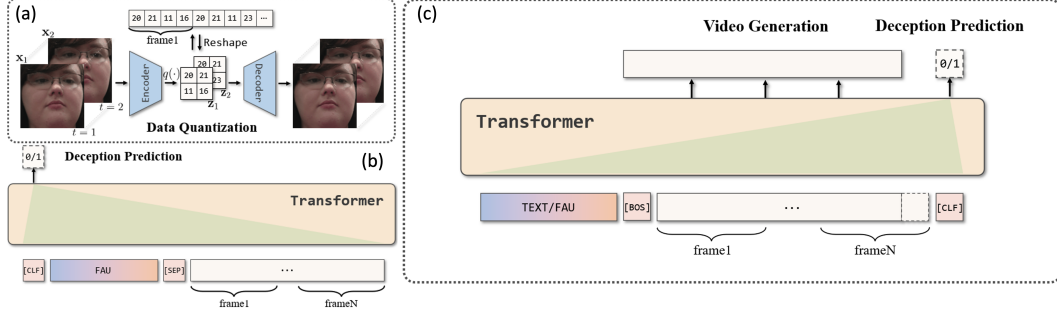 (a)
20 21 11 16 20 21 11 23 ...
frame1
Reshape
x₂
x₁
t = 2
t = 1
Encoder
q(·)
20 21
23
20 21
11 16
z₂
z₁
Decoder
Data Quantization
(b)
0/1
Deception Prediction
Transformer
[CLF] FAU [SEP] ...
frame1 frameN
(c)
Video Generation
Deception Prediction
0/1
Transformer
TEXT/FAU [BOS] ... [CLF]
frame1 frameN